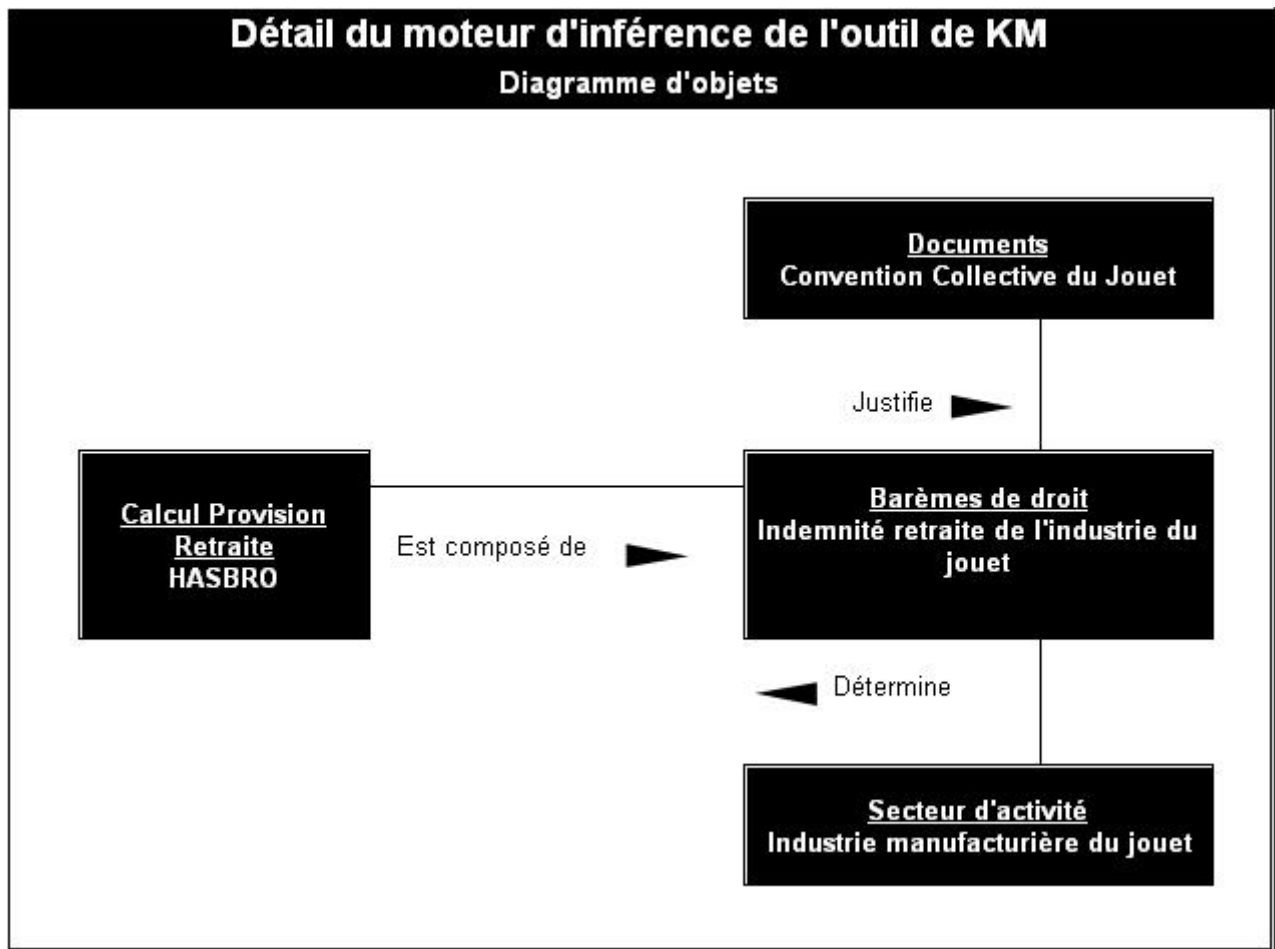 Détail du moteur d'inférence de l'outil de KM
Diagramme d'objets
Documents
Convention Collective du Jouet
Justifie
Calcul Provision
Retraite
HASBRO
Est composé de
Barèmes de droit
Indemnité retraite de l'industrie du
jouet
Détermine
Secteur d'activité
Industrie manufacturière du jouet